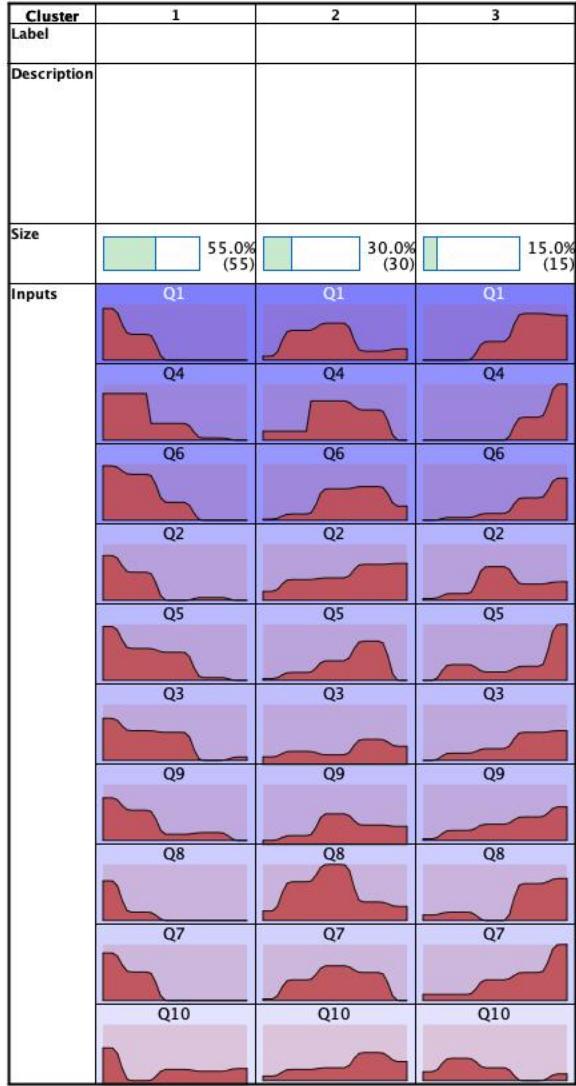 Cluster 1 2 3
Label
Description
Size 55.0% 30.0% 15.0%
(55) (30) (15)
Inputs Q1 Q1 Q1
Q4 Q4 Q4
Q6 Q6 Q6
Q2 Q2 Q2
Q5 Q5 Q5
Q3 Q3 Q3
Q9 Q9 Q9
Q8 Q8 Q8
Q7 Q7 Q7
Q10 Q10 Q10